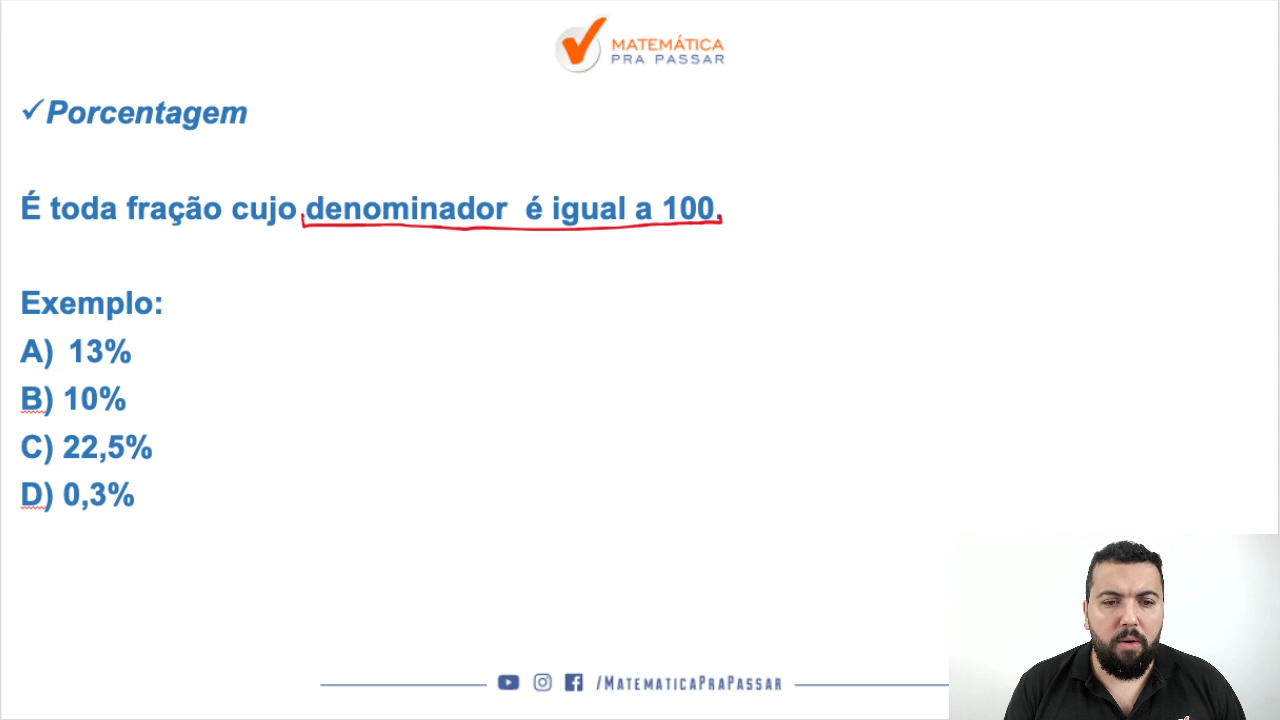 MATEMÁTICA
PRA PASSAR
✓Porcentagem
É toda fração cujo denominador é igual a 100.
Exemplo:
A) 13%
B) 10%
C) 22,5%
D) 0,3%
/MATEMATICAPRAPASSAR